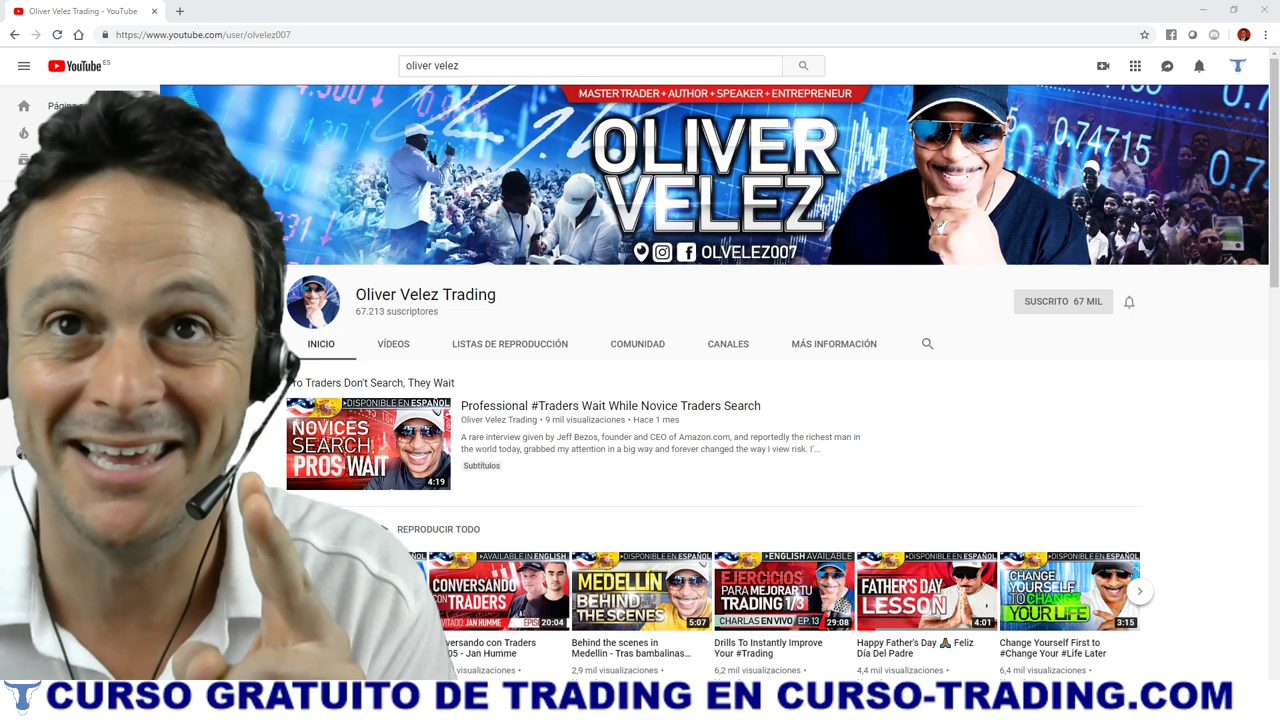 Oliver Velez Trading - YouTube
https://www.youtube.com/user/olvelez007
YouTube ES
oliver velez
MASTER TRADER + AUTHOR + SPEAKER + ENTREPRENEUR
OLIVER
VELEZ
OLVELEZ007
0.74715
Oliver Velez Trading
67.213 suscriptores
SUSCRITO 67 MIL
INICIO
VÍDEOS
LISTAS DE REPRODUCCIÓN
COMUNIDAD
CANALES
MÁS INFORMACIÓN
Traders Don't Search, They Wait
DISPONIBLE EN ESPAÑOL
NOVICES
SEARCH,
PROS WAIT
4:19
Professional #Traders Wait While Novice Traders Search
Oliver Velez Trading • 9 mil visualizaciones • Hace 1 mes
A rare interview given by Jeff Bezos, founder and CEO of Amazon.com, and reportedly the richest man in
the world today, grabbed my attention in a big way and forever changed the way I view risk. I'...
Subtítulos
REPRODUCIR TODO
AVAILABLE IN ENGLISH
CONVERSANDO
CON
TRADERS
INVITADO: JAN HUMME
20:04
DISPONIBLE EN ESPAÑOL
MEDELLÍN
BEHIND
THE
SCENES
5:07
ENGLISH AVAILABLE
EJERCICIOS
PARA MEJORAR TU
TRADING 1/3
CHARLAS EN VIVO EP.13
29:08
DISPONIBLE EN ESPAÑOL
FATHER'S DAY
LESSON
4:01
DISPONIBLE EN ESPAÑOL
CHANGE
YOURSELF
TO CHANGE
YOUR LIFE
3:15
versando con Traders
05 - Jan Humme
visualizaciones •
Behind the scenes in
Medellin - Tras bambalinas...
2,9 mil visualizaciones •
Drills To Instantly Improve
Your #Trading
6,2 mil visualizaciones •
Happy Father's Day 🙏🏾 Feliz
Día Del Padre
4,4 mil visualizaciones •
Change Yourself First to
#Change Your #Life Later
6,4 mil visualizaciones •
CURSO GRATUITO DE TRADING EN CURSO-TRADING.COM